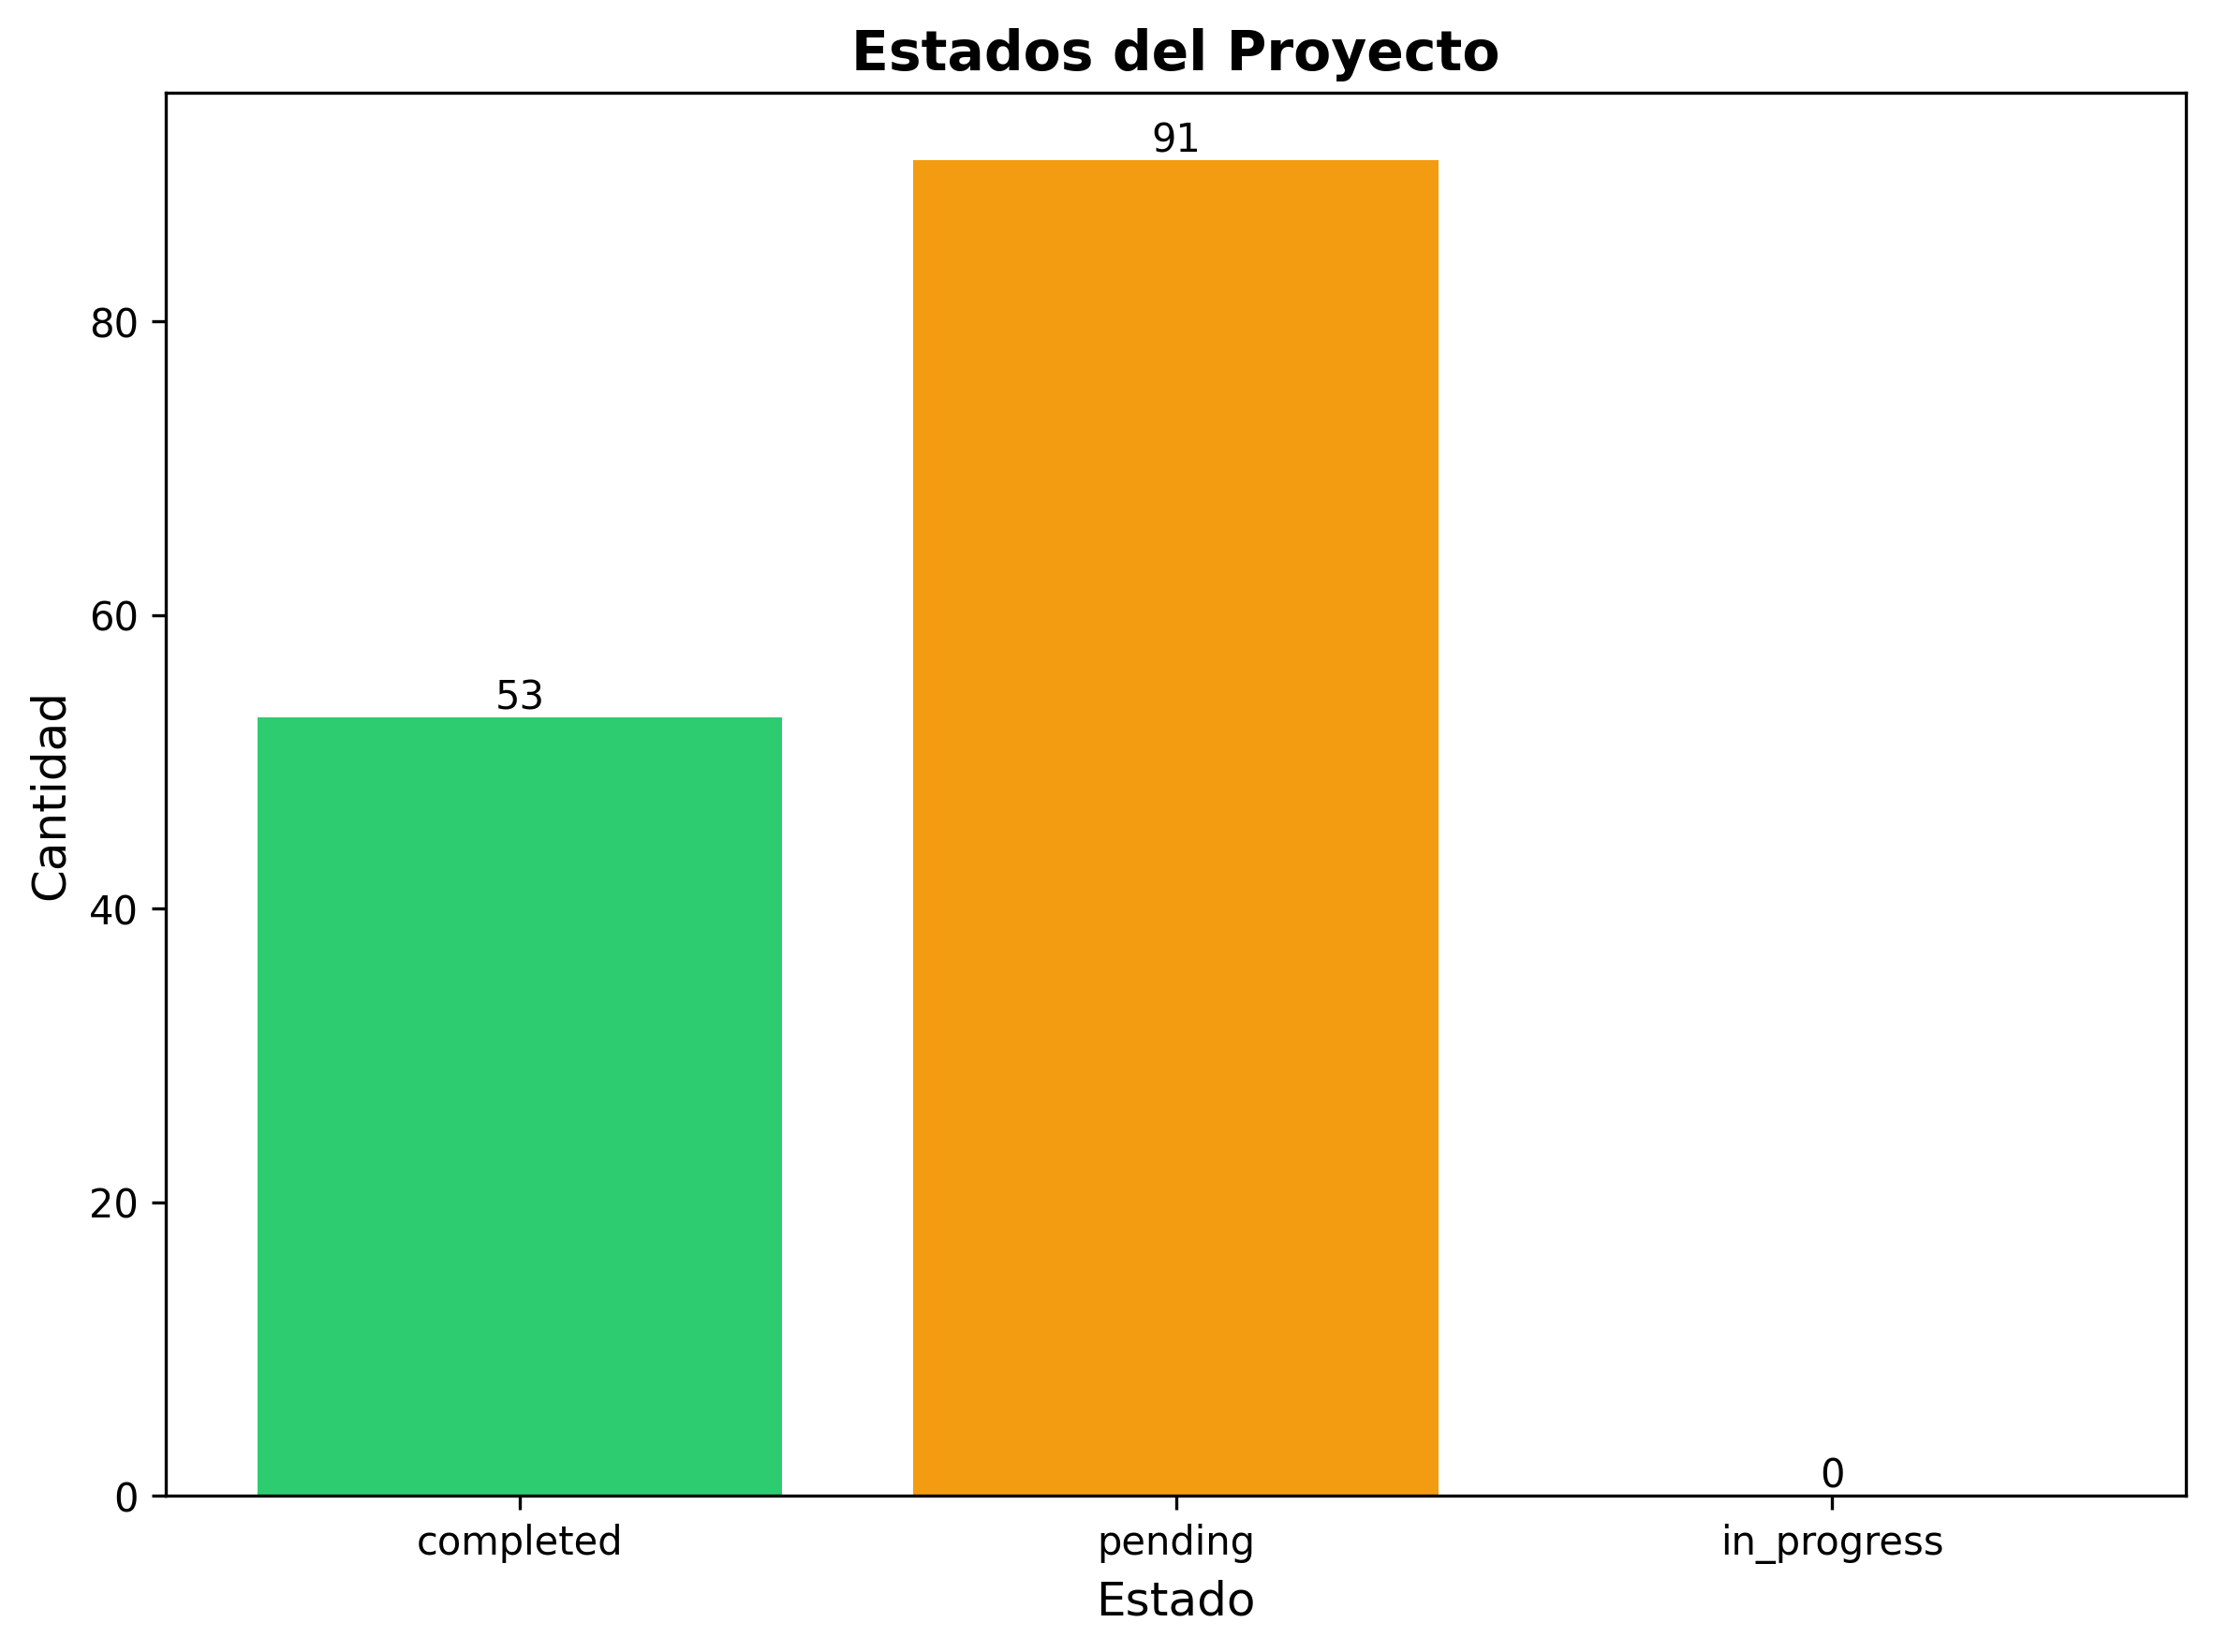 Estados del Proyecto
91
80
60
53
Cantidad
40
20
0
0
completed
pending
in_progress
Estado